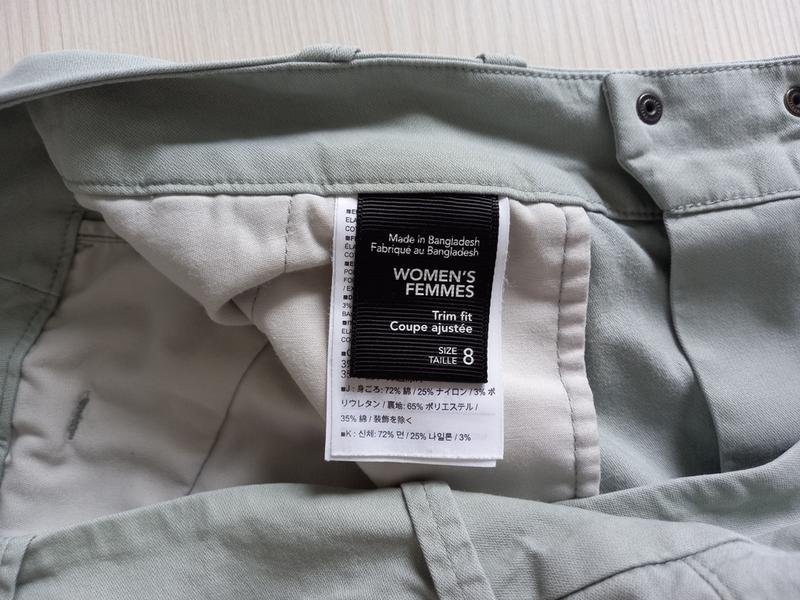 Made in Bangladesh
Fabriqué au Bangladesh
WOMEN'S
FEMMES
Trim fit
Coupe ajustée
SIZE
TAILLE 8
■J : 身ごろ: 72% 綿 / 25% ナイロン / 3% ポ
リウレタン / 裏地: 65% ポリエステル /
35% 綿 / 装飾を除く
■K : 신체: 72% 면 / 25% 나일론 / 3%